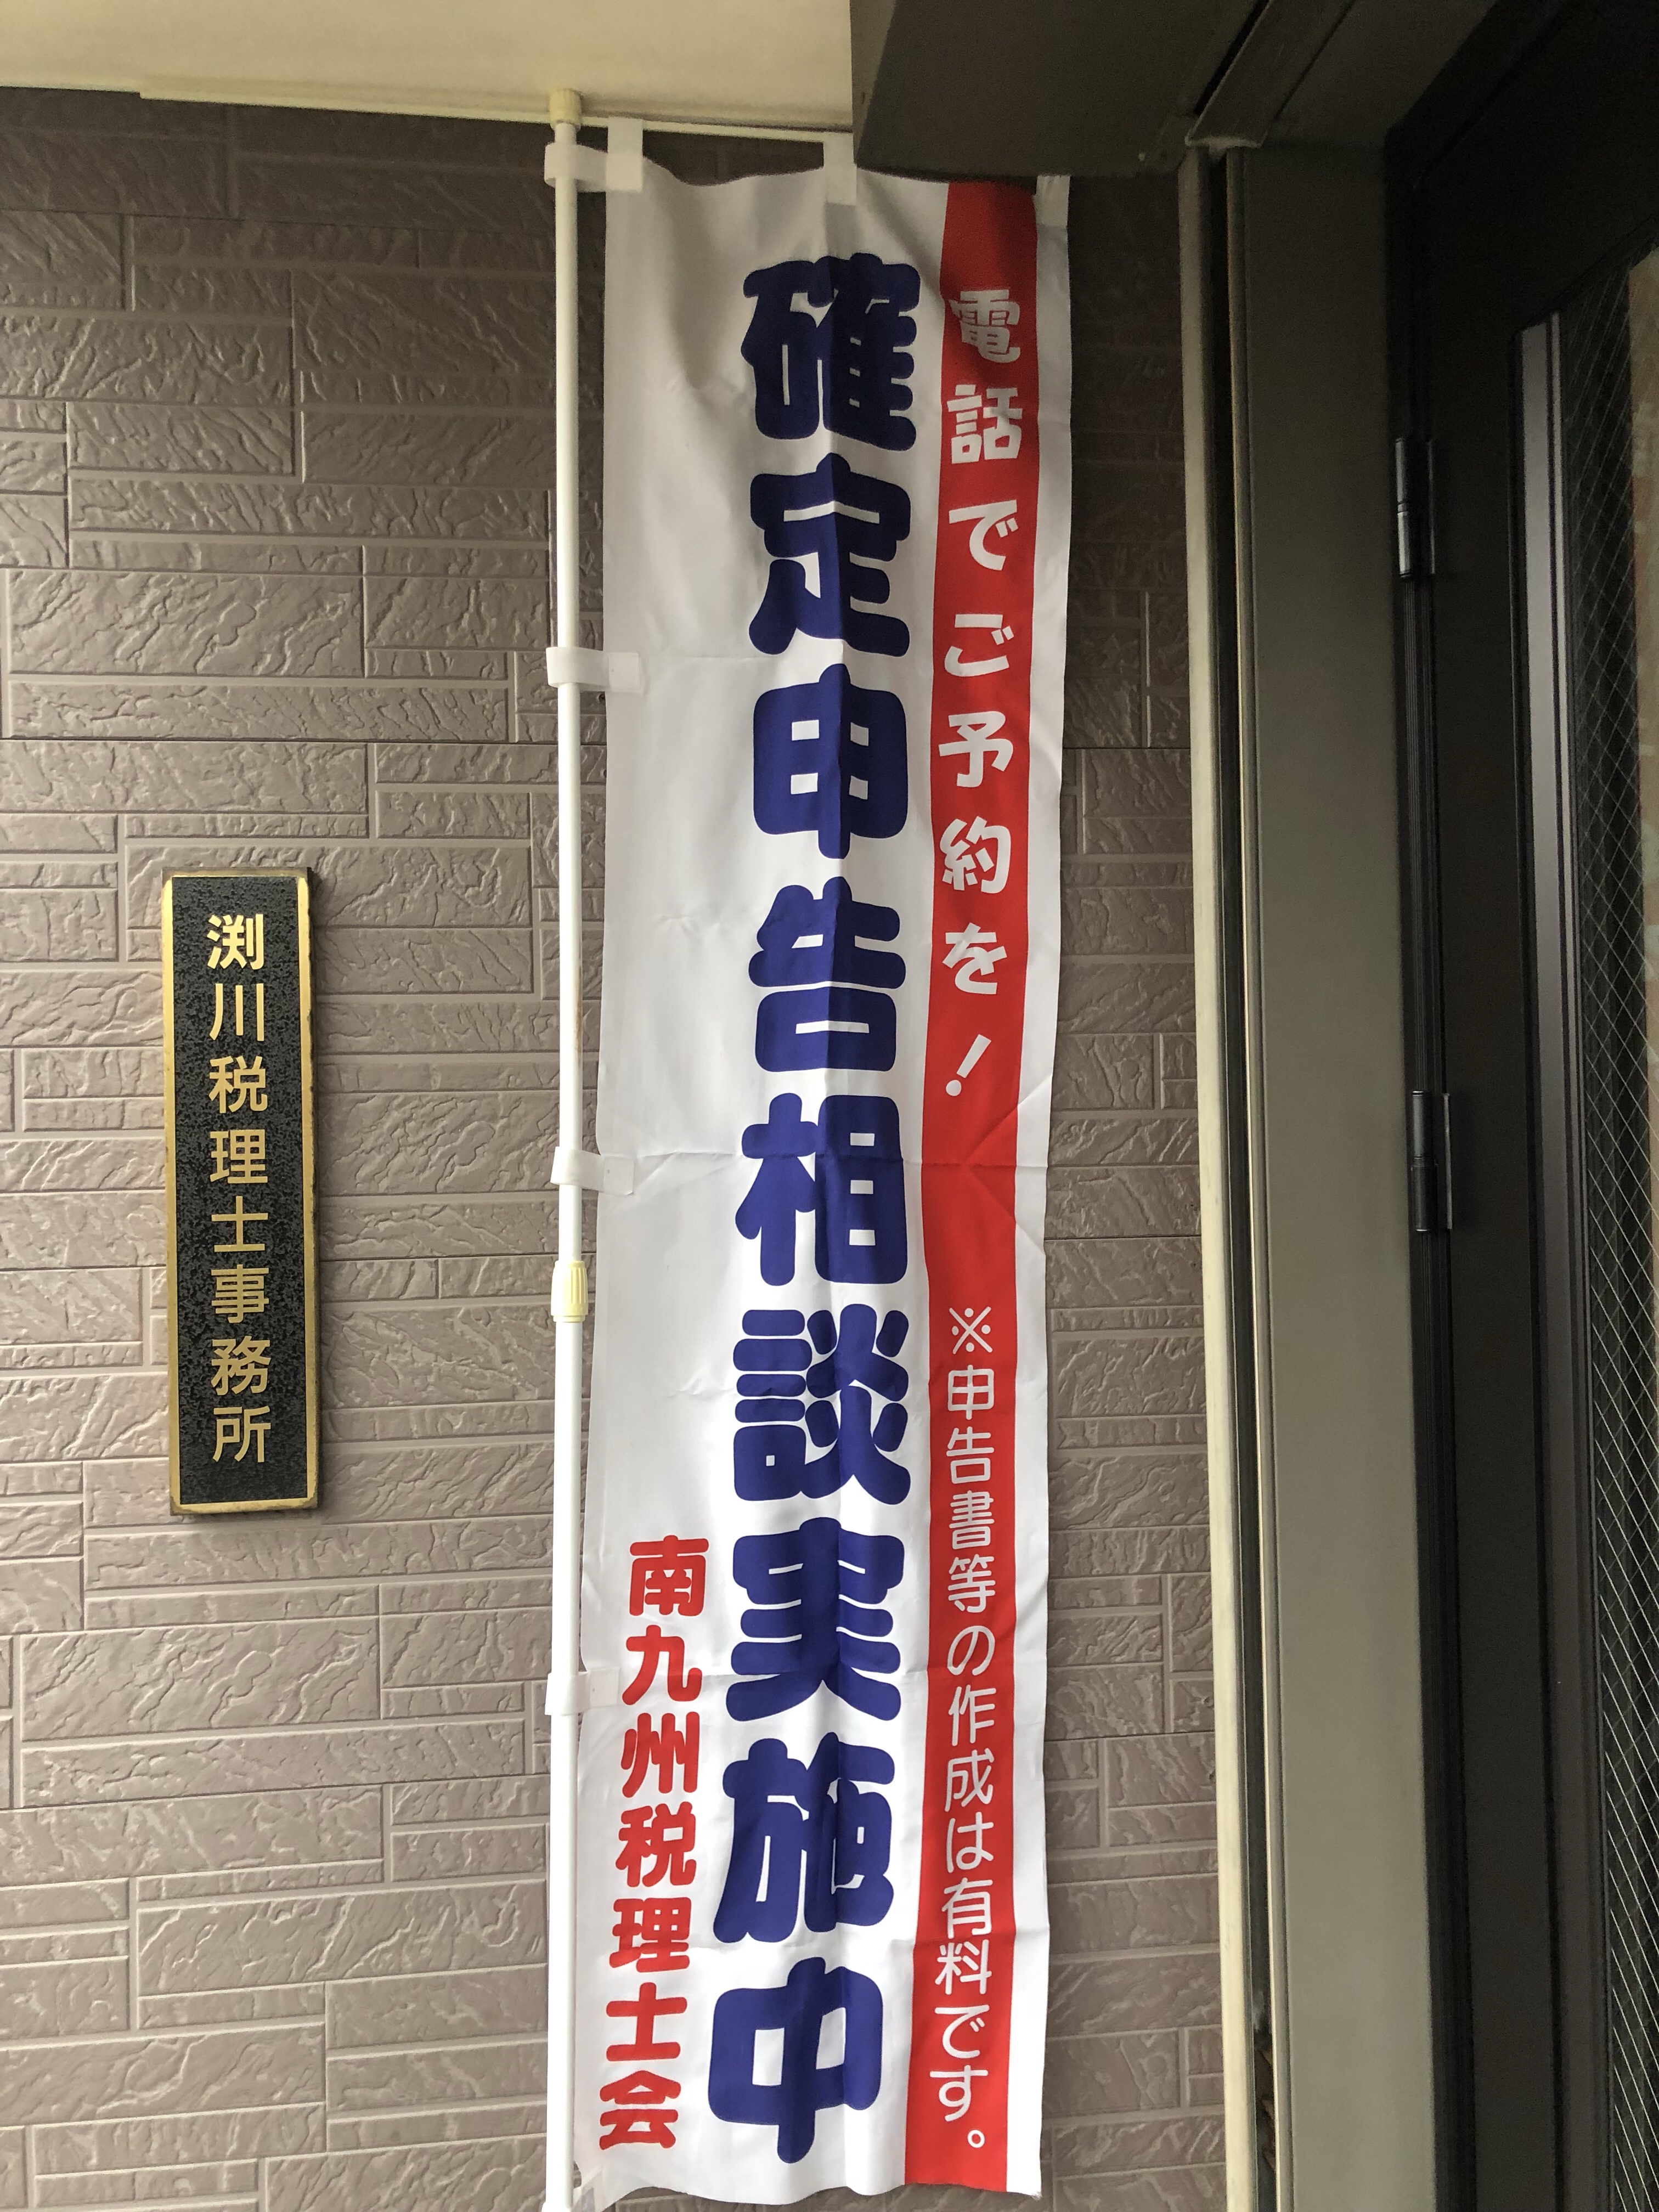 電話でご予約を! ※申告書等の作成は有料です。
確定申告相談実施中
南九州税理士会
渕川税理士事務所